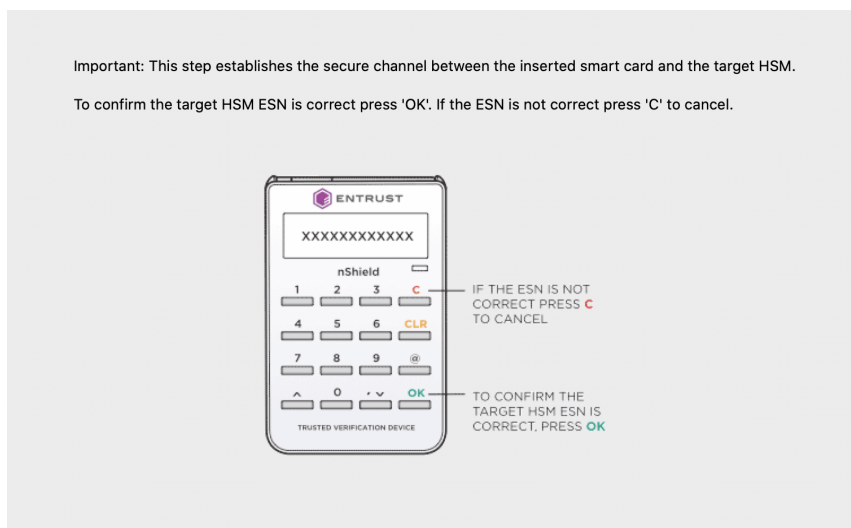 Important: This step establishes the secure channel between the inserted smart card and the target HSM.
To confirm the target HSM ESN is correct press 'OK'. If the ESN is not correct press 'C' to cancel.
ENTRUST
XXXXXXXXXXXX
nShield
1 2 3 C
4 5 6 CLR
7 8 9 @
^ 0 . ⌄ OK
TRUSTED VERIFICATION DEVICE
IF THE ESN IS NOT
CORRECT PRESS C
TO CANCEL
TO CONFIRM THE
TARGET HSM ESN IS
CORRECT, PRESS OK